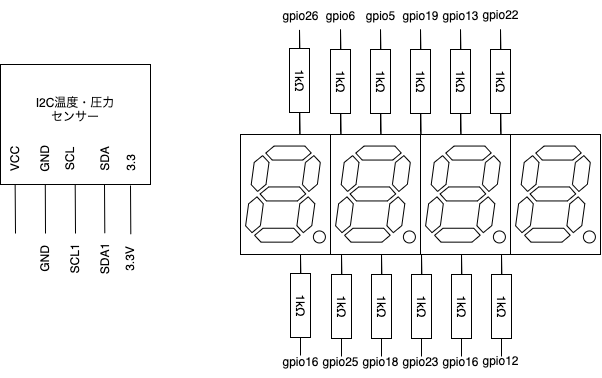 gpio26 gpio6 gpio5 gpio19 gpio13 gpio22
1kΩ 1kΩ 1kΩ 1kΩ 1kΩ 1kΩ
I2C温度・圧力
センサー
VCC GND SCL SDA 3.3
GND SCL1 SDA1 3.3V
1kΩ 1kΩ 1kΩ 1kΩ 1kΩ 1kΩ
gpio16 gpio25 gpio18 gpio23 gpio16 gpio12